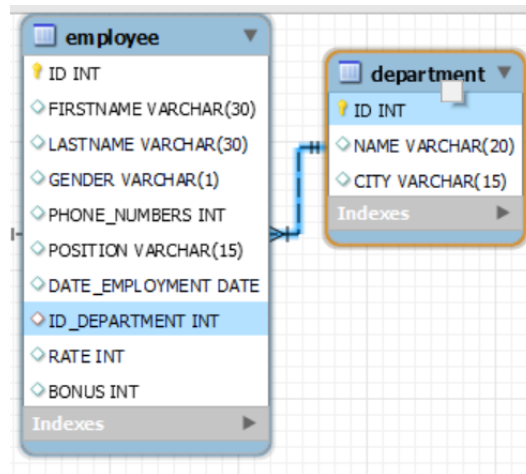 employee
ID INT
FIRSTNAME VARCHAR(30)
LASTNAME VARCHAR(30)
GENDER VARCHAR(1)
PHONE_NUMBERS INT
POSITION VARCHAR(15)
DATE_EMPLOYMENT DATE
ID_DEPARTMENT INT
RATE INT
BONUS INT
Indexes
department
ID INT
NAME VARCHAR(20)
CITY VARCHAR(15)
Indexes